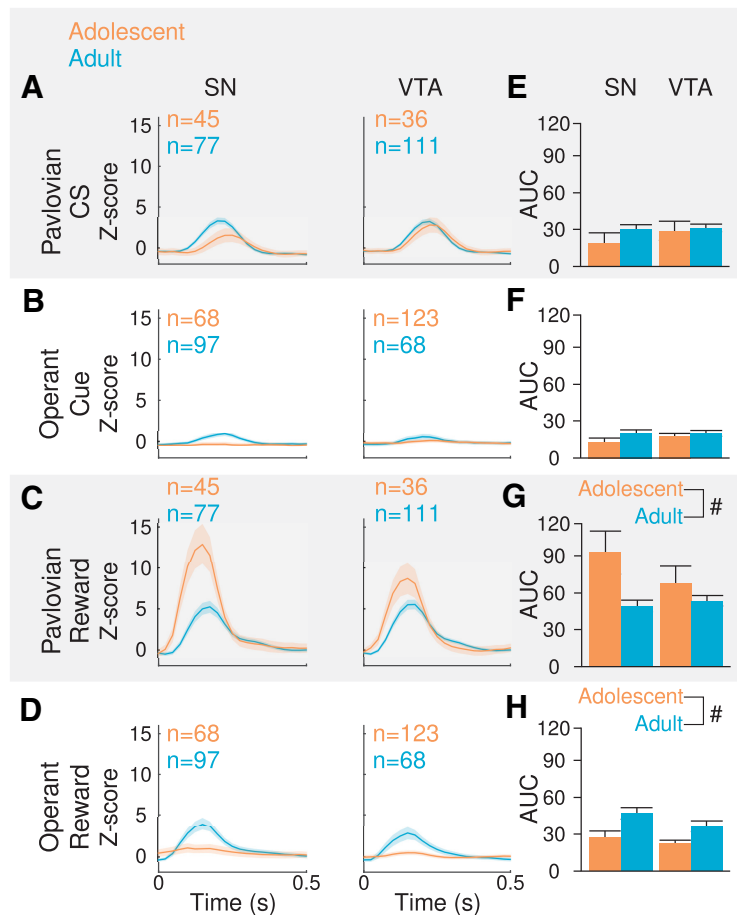 Adolescent
Adult
A
SN
VTA
E
SN
VTA
Pavlovian
CS
Z-score
15
10
5
0
n=45
n=77
n=36
n=111
AUC
120
90
60
30
0
B
Operant
Cue
Z-score
15
10
5
0
n=68
n=97
n=123
n=68
F
AUC
120
90
60
30
0
C
Pavlovian
Reward
Z-score
15
10
5
0
n=45
n=77
n=36
n=111
G
Adolescent
Adult
#
AUC
120
90
60
30
0
D
Operant
Reward
Z-score
15
10
5
0
n=68
n=97
n=123
n=68
0
0.5
Time (s)
0
0.5
Time (s)
H
Adolescent
Adult
#
AUC
120
90
60
30
0